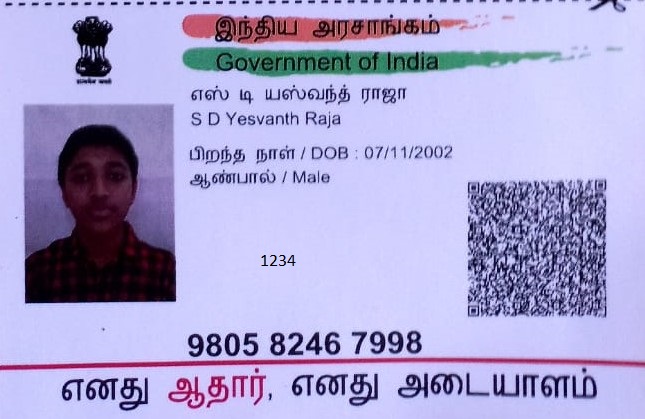 இந்திய அரசாங்கம்
Government of India
எஸ் டி யஸ்வந்த் ராஜா
S D Yesvanth Raja
பிறந்த நாள் / DOB : 07/11/2002
ஆண்பால் / Male
1234
9805 8246 7998
எனது ஆதார், எனது அடையாளம்